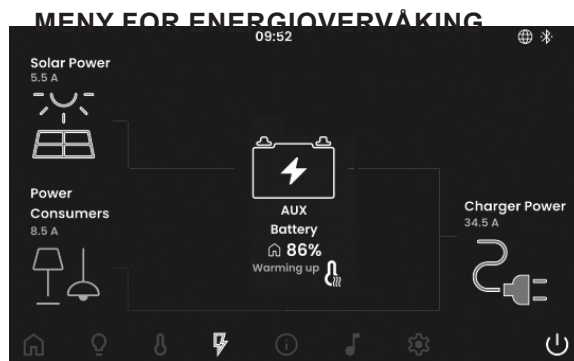 MENY FOR ENERGIOVERVÅKING
09:52
Solar Power
5.5 A
Power
Consumers
8.5 A
AUX
Battery
86%
Warming up
Charger Power
34.5 A